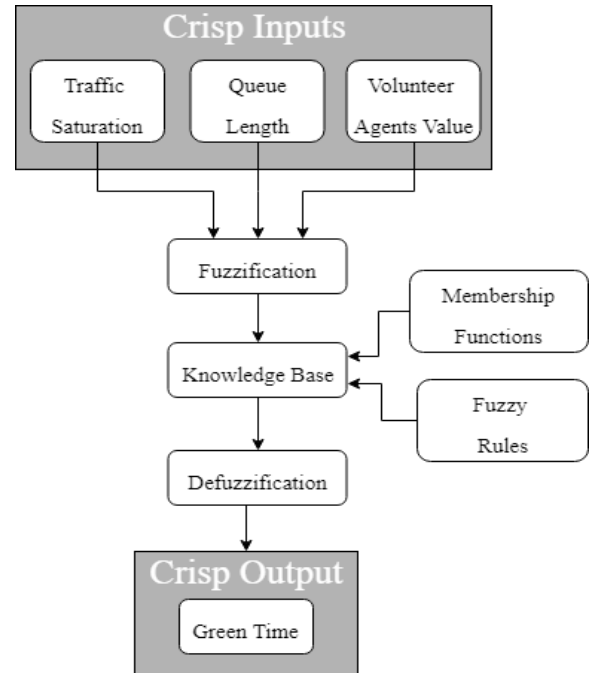 Crisp Inputs
Traffic
Saturation
Queue
Length
Volunteer
Agents Value
Fuzzification
Membership
Functions
Knowledge Base
Fuzzy
Rules
Defuzzification
Crisp Output
Green Time